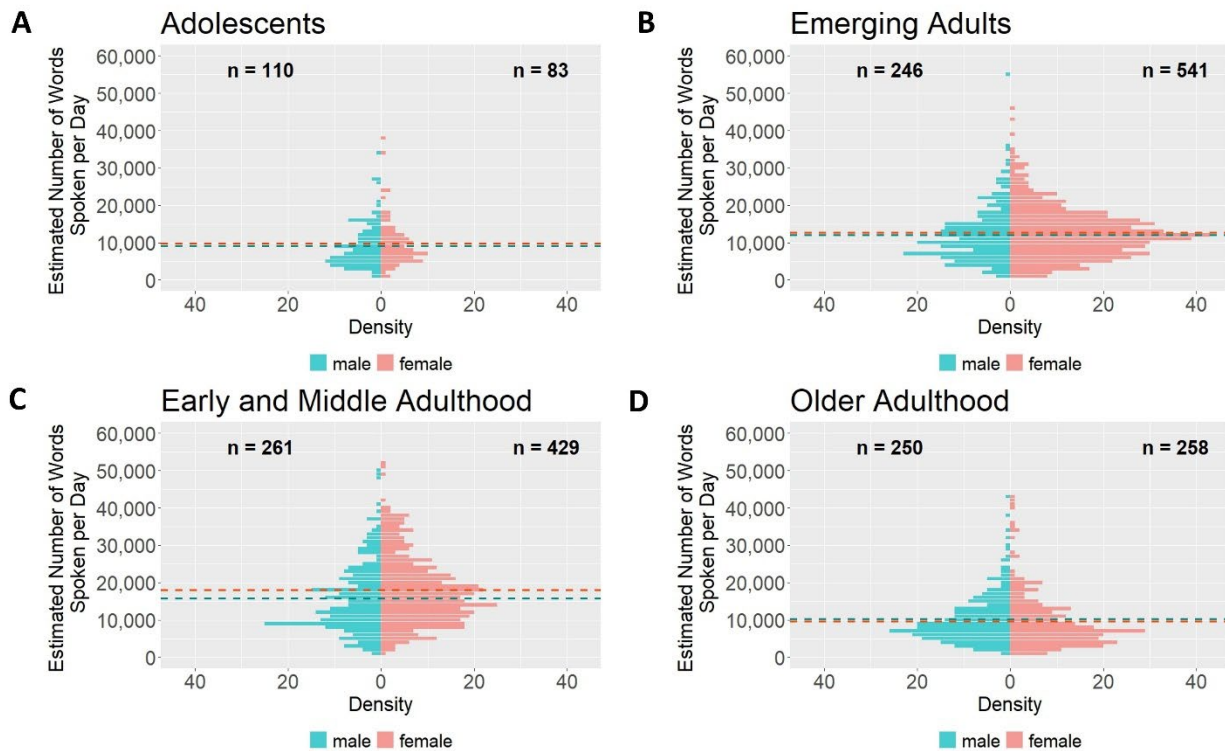 A
Adolescents
Estimated Number of Words
Spoken per Day
60,000
50,000
40,000
30,000
20,000
10,000
0
n = 110
n = 83
40
20
0
20
40
Density
male
female
B
Emerging Adults
Estimated Number of Words
Spoken per Day
60,000
50,000
40,000
30,000
20,000
10,000
0
n = 246
n = 541
40
20
0
20
40
Density
male
female
C
Early and Middle Adulthood
Estimated Number of Words
Spoken per Day
60,000
50,000
40,000
30,000
20,000
10,000
0
n = 261
n = 429
40
20
0
20
40
Density
male
female
D
Older Adulthood
Estimated Number of Words
Spoken per Day
60,000
50,000
40,000
30,000
20,000
10,000
0
n = 250
n = 258
40
20
0
20
40
Density
male
female